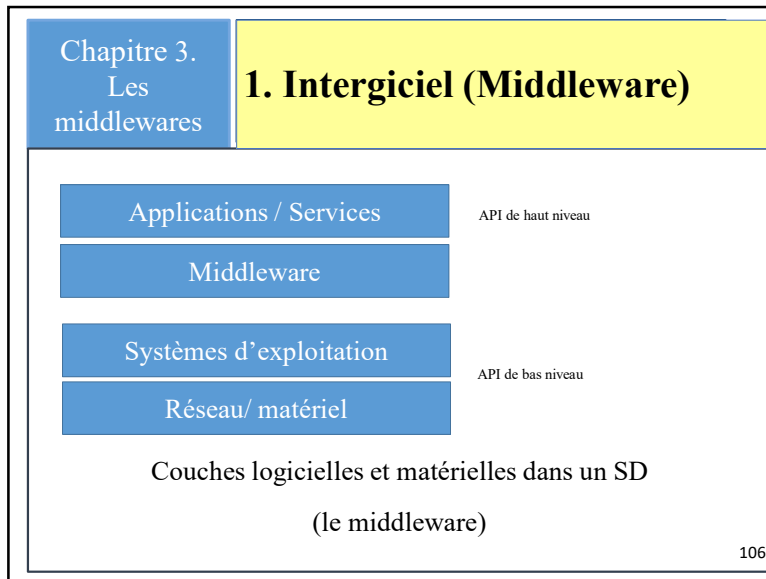 Chapitre 3.
Les
middlewares
1. Intergiciel (Middleware)
Applications / Services
API de haut niveau
Middleware
Systèmes d'exploitation
API de bas niveau
Réseau/ matériel
Couches logicielles et matérielles dans un SD
(le middleware)
106